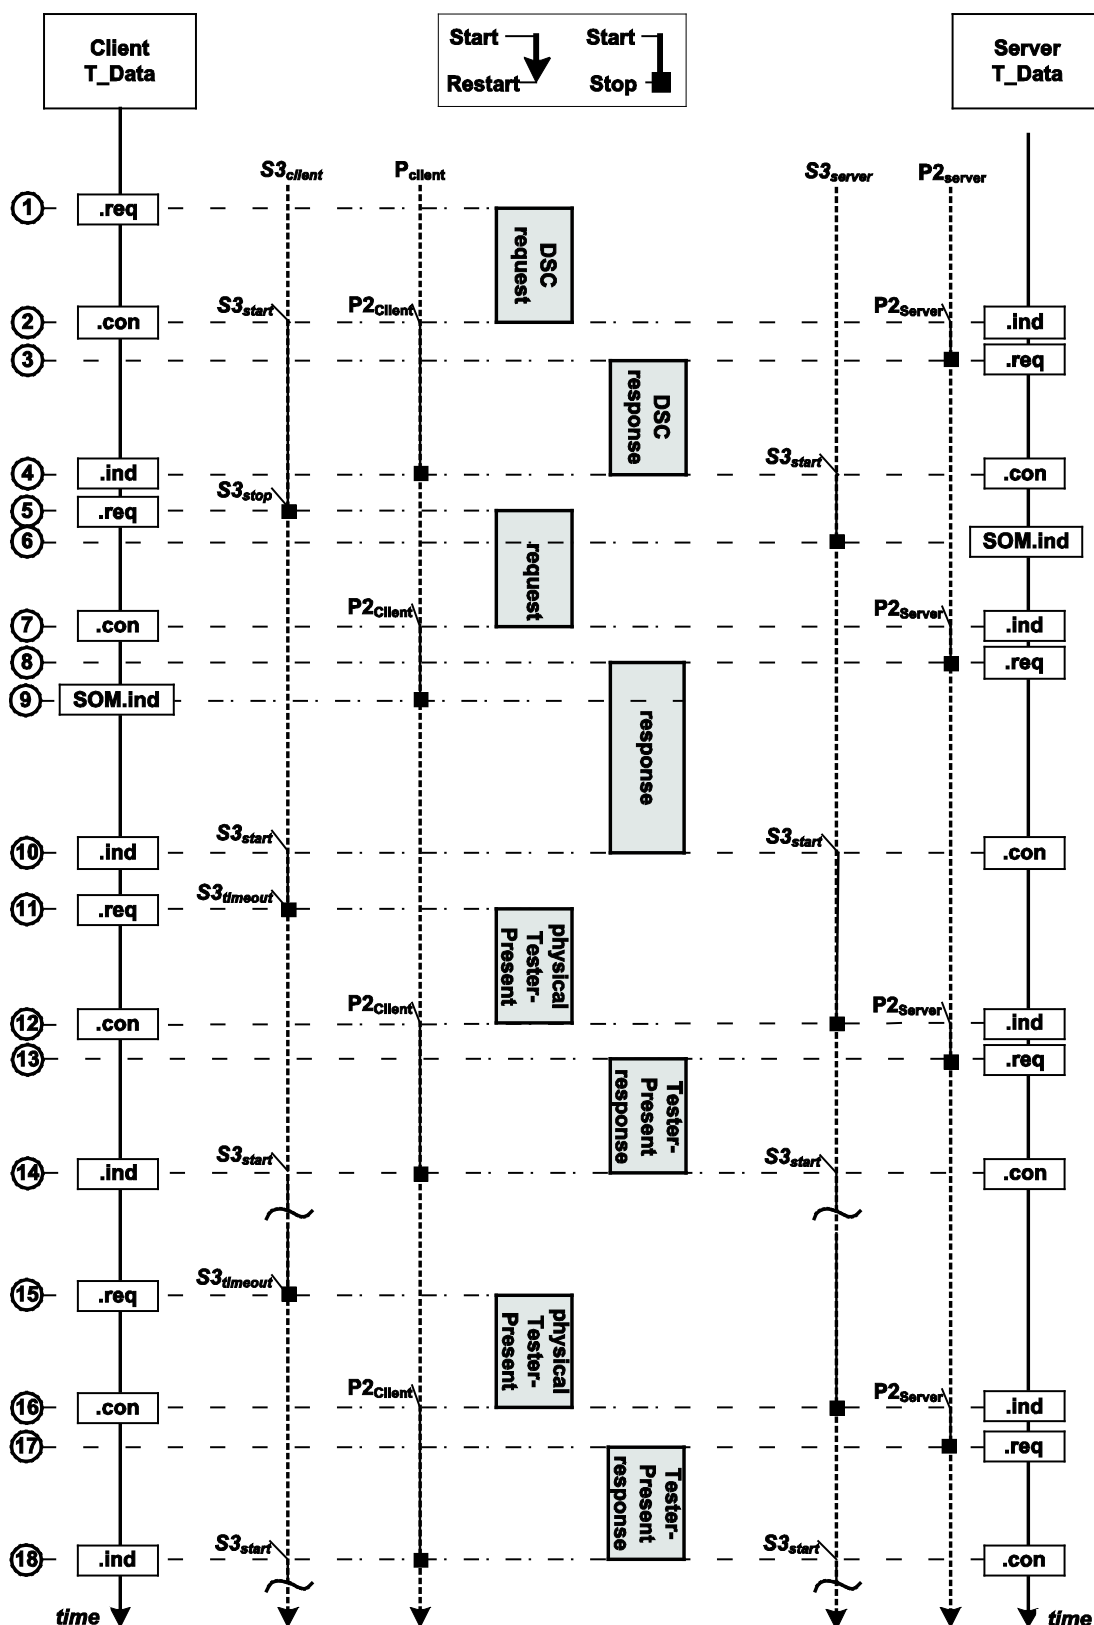 Client
T_Data
Start
Restart
Start
Stop
Server
T_Data
S3client
Pclient
S3server
P2server
1 .req
DSC
request
2 .con S3start P2Client P2Server .ind
3 .req
DSC
response
4 .ind S3start .con
5 .req S3stop
6 SOM.ind
request
7 .con P2Client P2Server .ind
8 .req
9 SOM.ind
response
10 .ind S3start S3start .con
11 .req S3timeout
physical
Tester-
Present
12 .con P2Client P2Server .ind
13 .req
Tester-
Present
response
14 .ind S3start S3start .con
15 .req S3timeout
physical
Tester-
Present
16 .con P2Client P2Server .ind
17 .req
Tester-
Present
response
18 .ind S3start S3start .con
time time